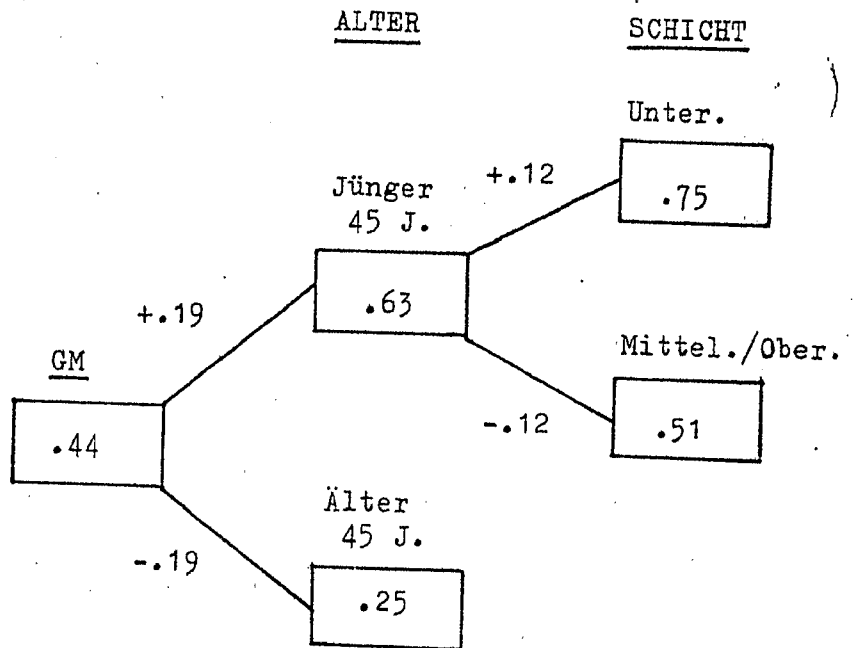 ALTER
SCHICHT
Unter.
+.12
.75
Jünger
45 J.
.63
+.19
Mittel./Ober.
GM
-.12
.51
.44
Älter
45 J.
-.19
.25